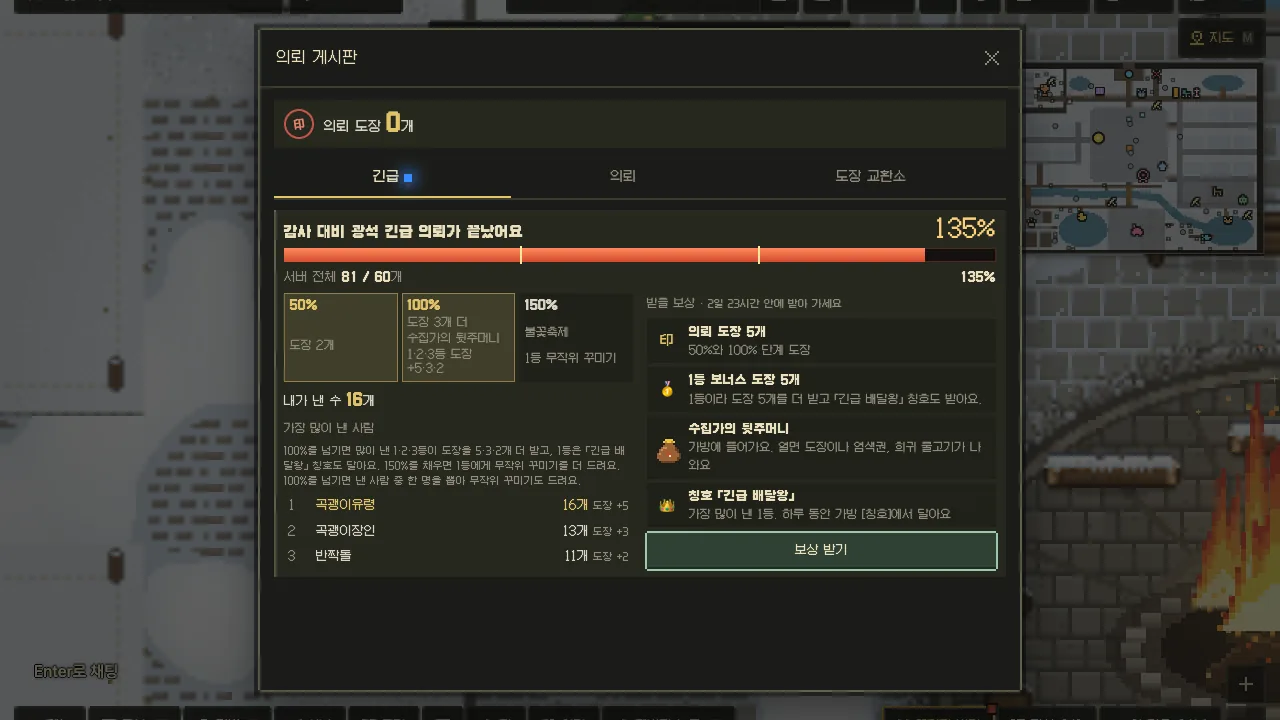 의뢰 게시판
지도 M
印 의뢰 도장 0개
긴급
의뢰
도장 교환소
감사 대비 광석 긴급 의뢰가 끝났어요
135%
서버 전체 81 / 60개
135%
50%
도장 2개
100%
도장 3개 더
수집가의 뒷주머니
1·2·3등 도장
+5·3·2
150%
불꽃축제
1등 무작위 꾸미기
내가 낸 수 16개
가장 많이 낸 사람
100%를 넘기면 많이 낸 1·2·3등이 도장을 5·3·2개 더 받고, 1등은 「긴급 배
달왕」 칭호도 달아요. 150%를 채우면 1등에게 무작위 꾸미기를 더 드려요.
100%를 넘기면 낸 사람 중 한 명을 뽑아 무작위 꾸미기도 드려요.
1 곡괭이유령 16개 도장 +5
2 곡괭이장인 13개 도장 +3
3 반짝돌 11개 도장 +2
받을 보상 · 2일 23시간 안에 받아 가세요
印 의뢰 도장 5개
50%와 100% 단계 도장
1등 보너스 도장 5개
1등이라 도장 5개를 더 받고 「긴급 배달왕」 칭호도 받아요.
수집가의 뒷주머니
가방에 들어가요. 열면 도장이나 염색권, 희귀 물고기가 나
와요
칭호 「긴급 배달왕」
가장 많이 낸 1등. 하루 동안 가방 [칭호]에서 달아요
보상 받기
Enter로 채팅